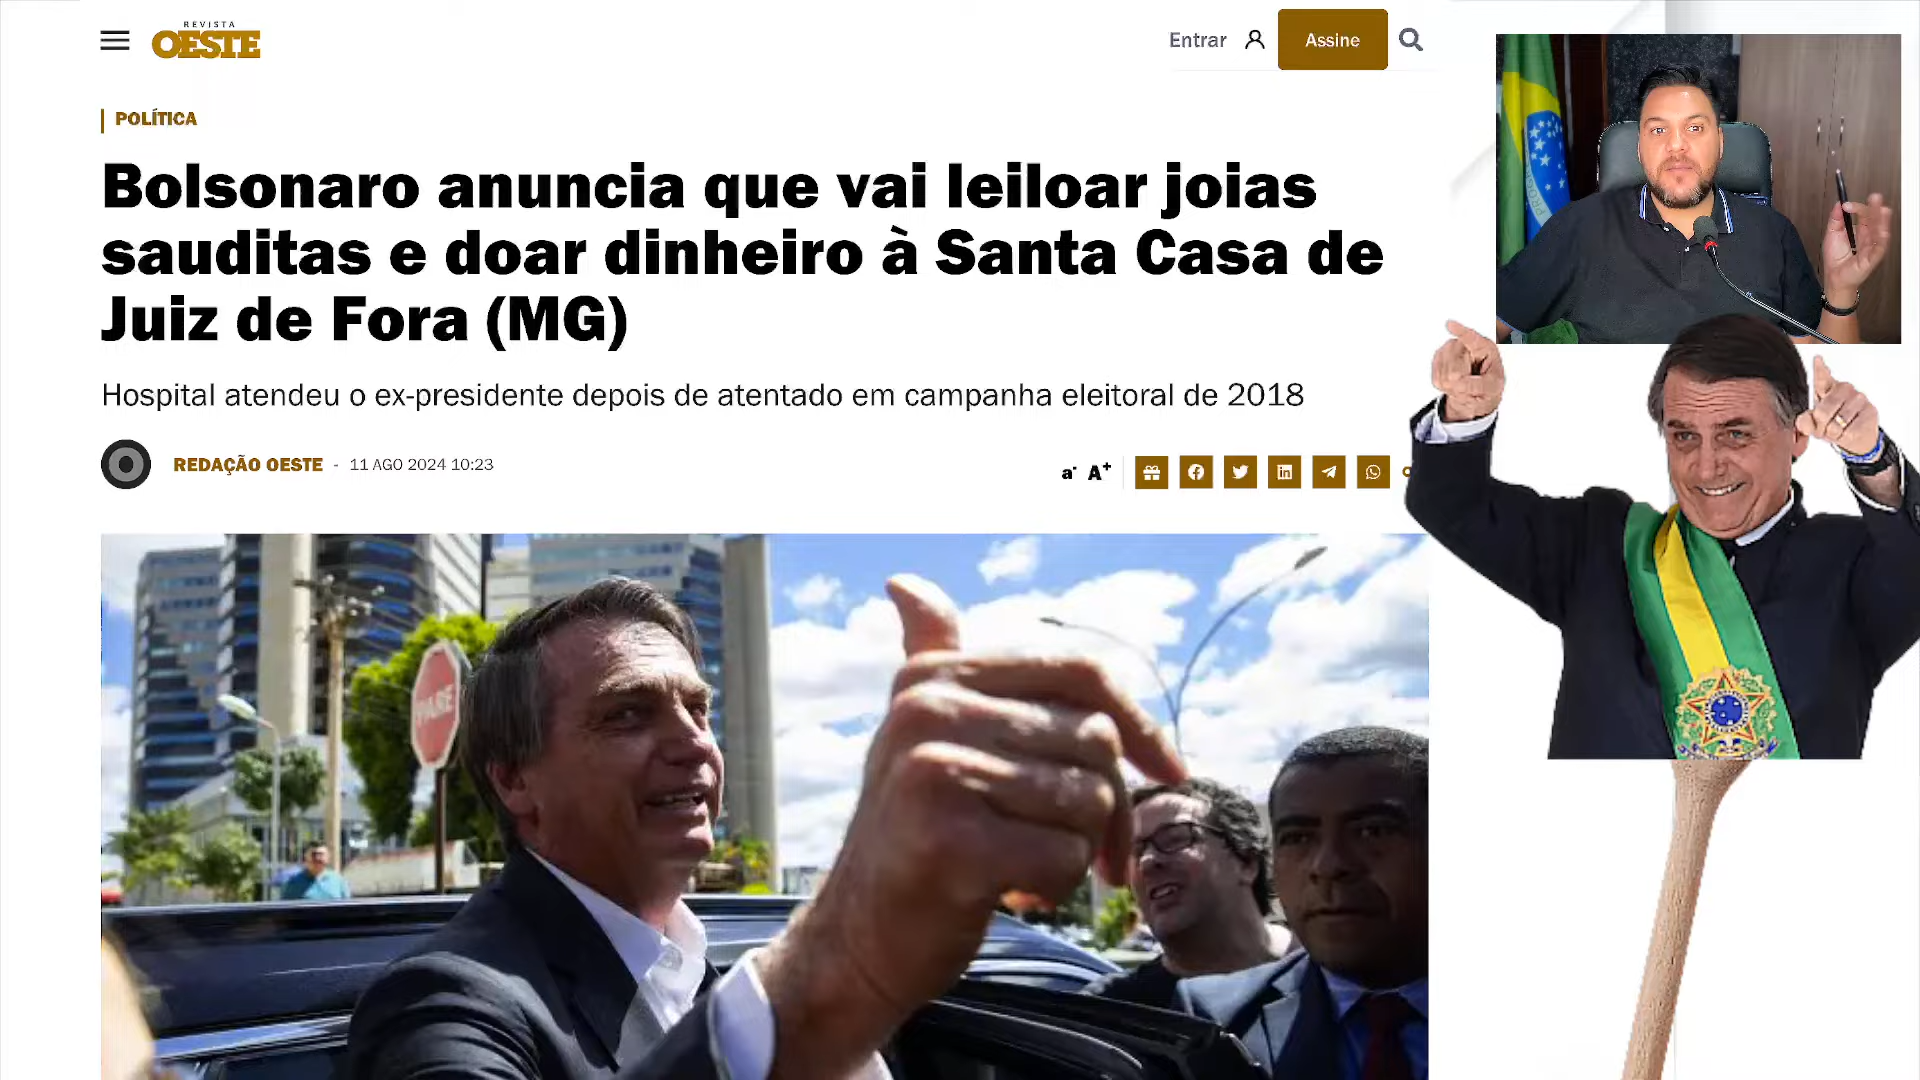 REVISTA
OESTE
Entrar
Assine
POLÍTICA
Bolsonaro anuncia que vai leiloar joias
sauditas e doar dinheiro à Santa Casa de
Juiz de Fora (MG)
Hospital atendeu o ex-presidente depois de atentado em campanha eleitoral de 2018
REDAÇÃO OESTE - 11 AGO 2024 10:23
a- A+
PARE